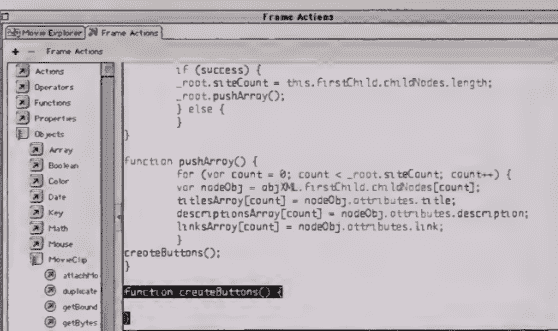 Frame Actions
Movie Explorer
Frame Actions
+ - Frame Actions
Actions
Operators
Functions
Properties
Objects
Array
Boolean
Color
Date
Key
Math
Mouse
MovieClip
attachMo
duplicate
getBound
getBytes
if (success) {
_root.siteCount = this.firstChild.childNodes.length;
_root.pushArray();
} else {
}
}
function pushArray() {
for (var count = 0; count < _root.siteCount; count++) {
var nodeObj = objXML.firstChild.childNodes[count];
titlesArray[count] = nodeObj.attributes.title;
descriptionsArray[count] = nodeObj.attributes.description;
linksArray[count] = nodeObj.attributes.link;
}
createButtons();
}
function createButtons() {
}